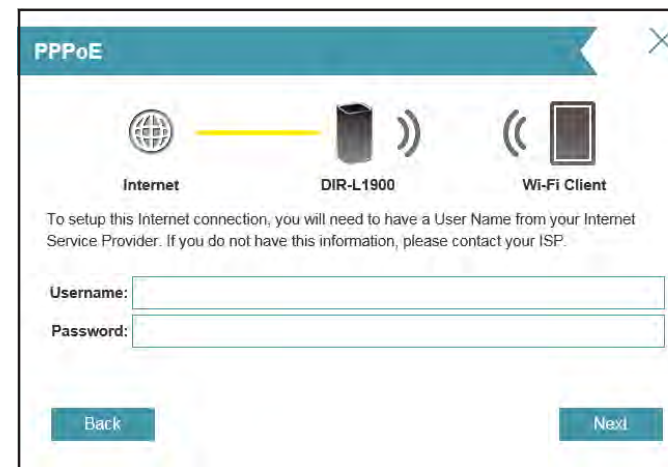 PPPoE
Internet
DIR-L1900
Wi-Fi Client
To setup this Internet connection, you will need to have a User Name from your Internet
Service Provider. If you do not have this information, please contact your ISP.
Username:
Password:
Back
Next